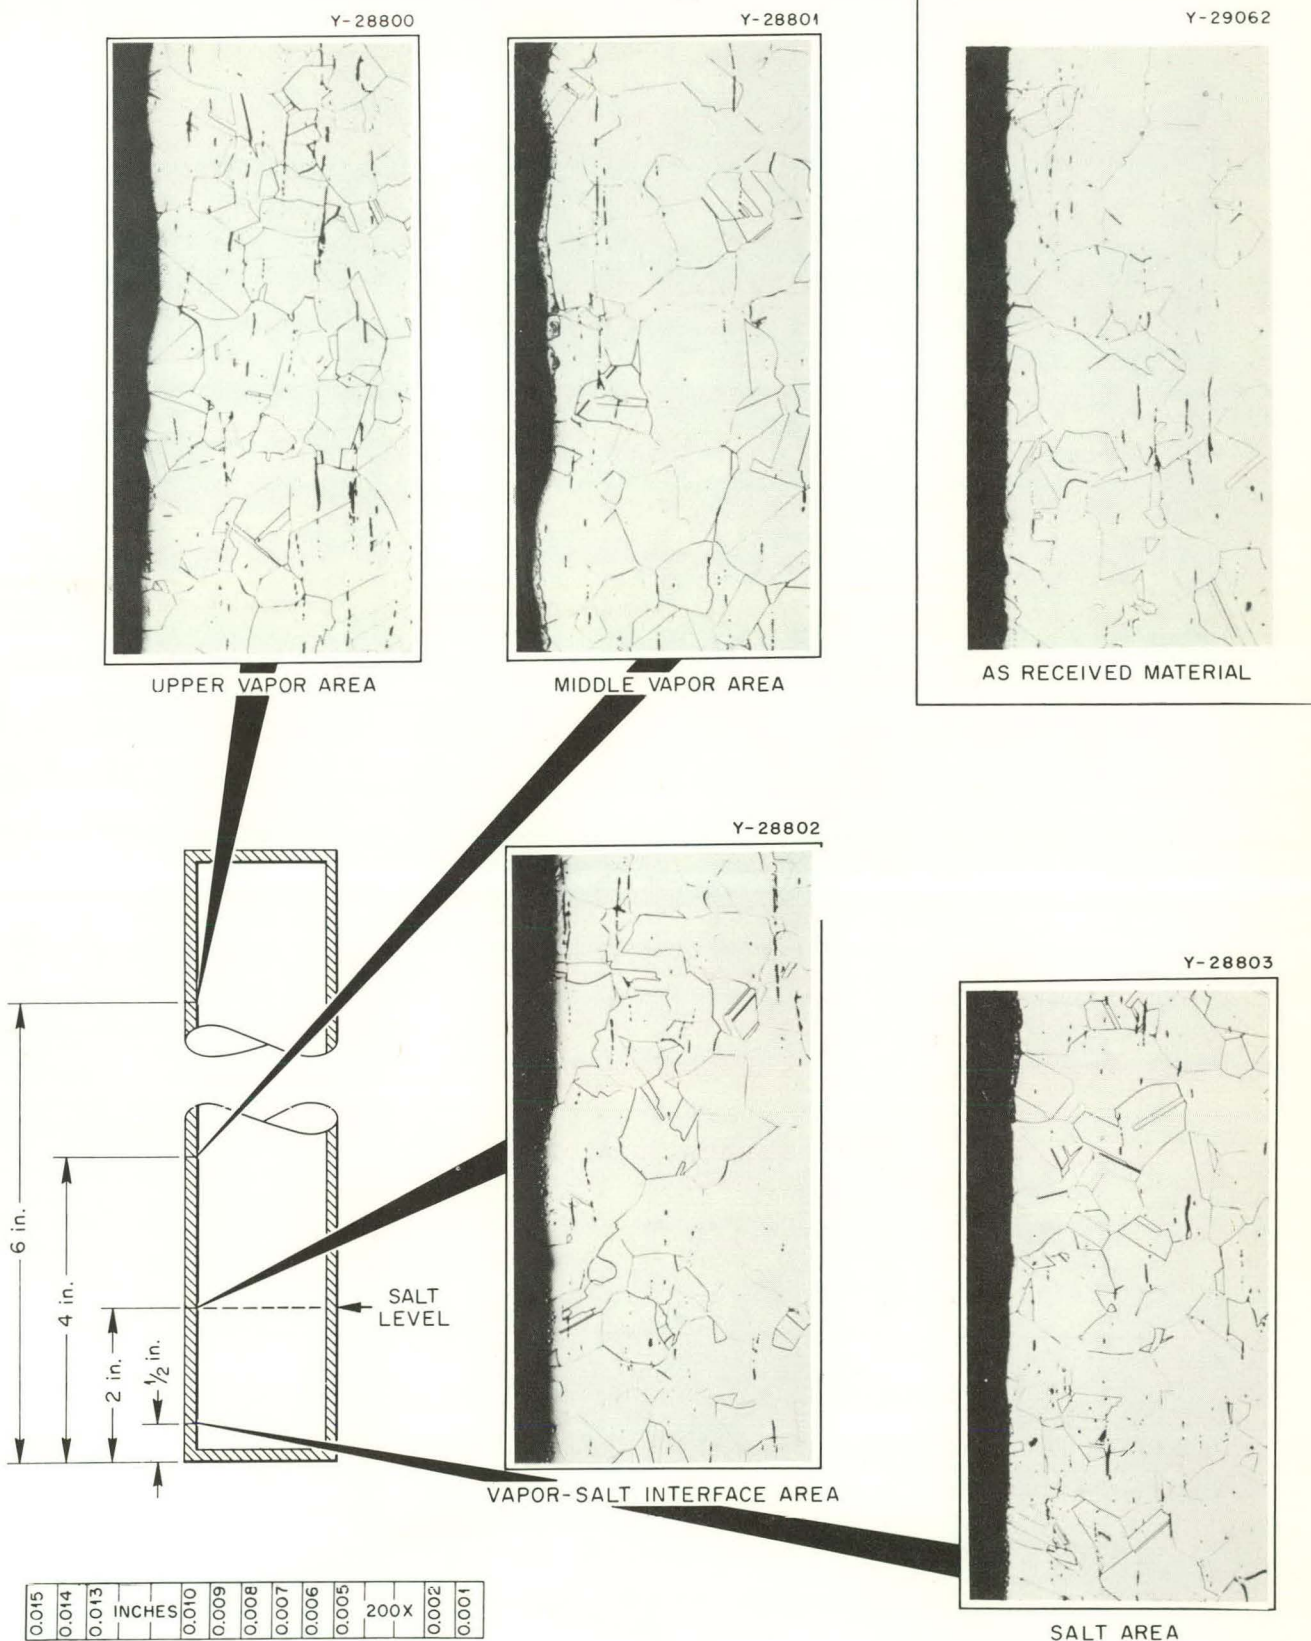 Y-28800
Y-28801
Y-29062
UPPER VAPOR AREA
MIDDLE VAPOR AREA
AS RECEIVED MATERIAL
Y-28802
Y-28803
6 in.
4 in.
2 in.
1/2 in.
SALT
LEVEL
VAPOR-SALT INTERFACE AREA
0.015
0.014
0.013
INCHES
0.010
0.009
0.008
0.007
0.006
0.005
200X
0.002
0.001
SALT AREA